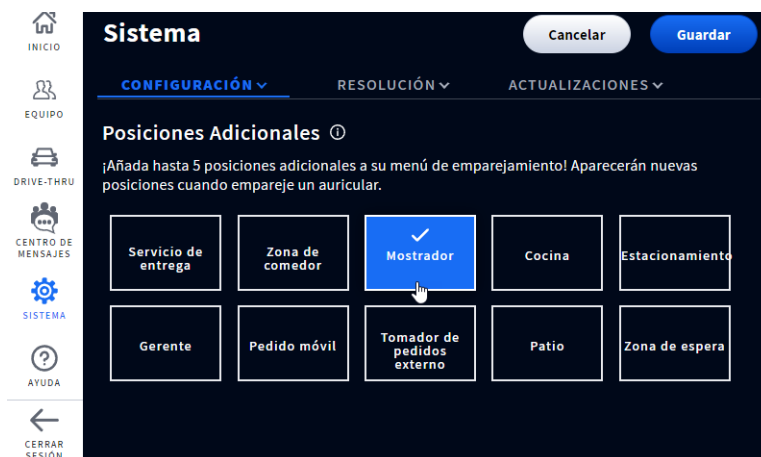 INICIO
EQUIPO
DRIVE-THRU
CENTRO DE
MENSAJES
SISTEMA
AYUDA
CERRAR
SESIÓN
Sistema
Cancelar
Guardar
CONFIGURACIÓN
RESOLUCIÓN
ACTUALIZACIONES
Posiciones Adicionales
¡Añada hasta 5 posiciones adicionales a su menú de emparejamiento! Aparecerán nuevas
posiciones cuando empareje un auricular.
Servicio de
entrega
Zona de
comedor
Mostrador
Cocina
Estacionamiento
Gerente
Pedido móvil
Tomador de
pedidos
externo
Patio
Zona de espera